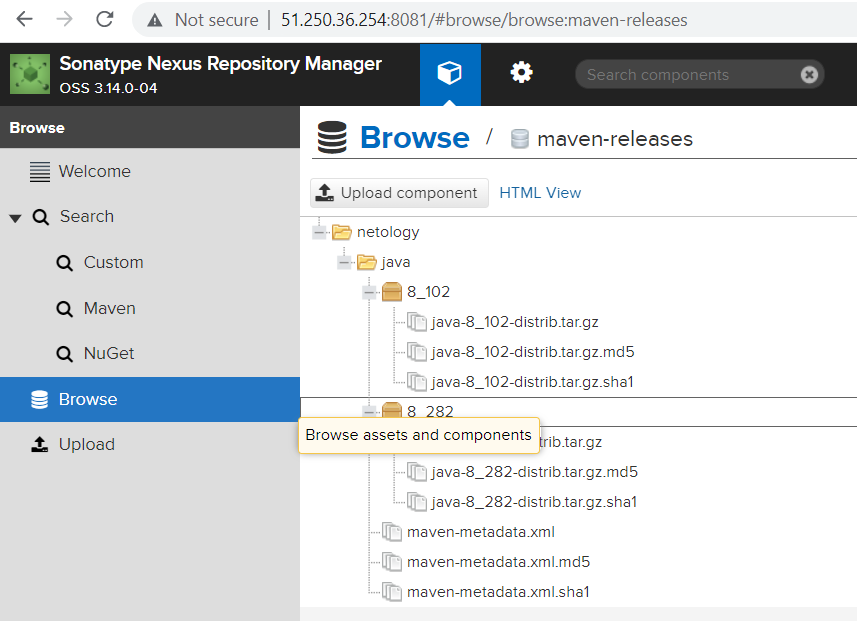 Not secure | 51.250.36.254:8081/#browse/browse:maven-releases
Sonatype Nexus Repository Manager
OSS 3.14.0-04
Search components
Browse
Browse / maven-releases
Welcome
Upload component HTML View
Search
netology
Custom
java
8_102
Maven
java-8_102-distrib.tar.gz
NuGet
java-8_102-distrib.tar.gz.md5
java-8_102-distrib.tar.gz.sha1
Browse
8_282
Browse assets and components
trib.tar.gz
Upload
java-8_282-distrib.tar.gz.md5
java-8_282-distrib.tar.gz.sha1
maven-metadata.xml
maven-metadata.xml.md5
maven-metadata.xml.sha1